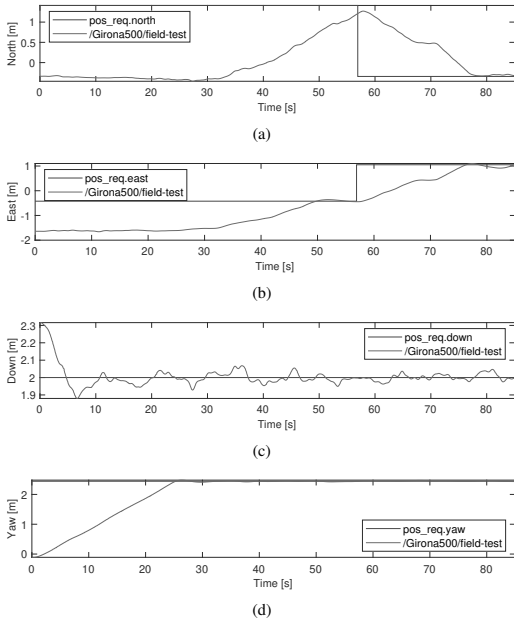 North [m]
1
0.5
0
pos_req.north
/Girona500/field-test
0 10 20 30 40 50 60 70 80
Time [s]
(a)
East [m]
1
0
-1
-2
pos_req.east
/Girona500/field-test
0 10 20 30 40 50 60 70 80
Time [s]
(b)
Down [m]
2.3
2.2
2.1
2
1.9
pos_req.down
/Girona500/field-test
0 10 20 30 40 50 60 70 80
Time [s]
(c)
Yaw [m]
2
1
0
pos_req.yaw
/Girona500/field-test
0 10 20 30 40 50 60 70 80
Time [s]
(d)